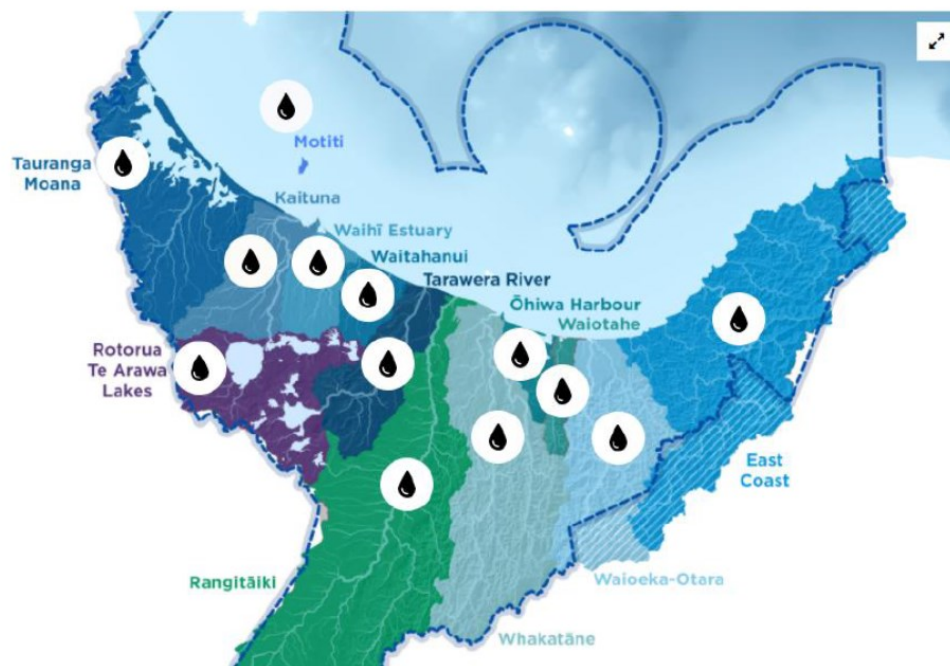 Motiti
Tauranga
Moana
Kaituna
Waihī Estuary
Waitahanui
Tarawera River
Ōhiwa Harbour
Waiotahe
Rotorua
Te Arawa
Lakes
East
Coast
Rangitāiki
Waioeka-Otara
Whakatāne